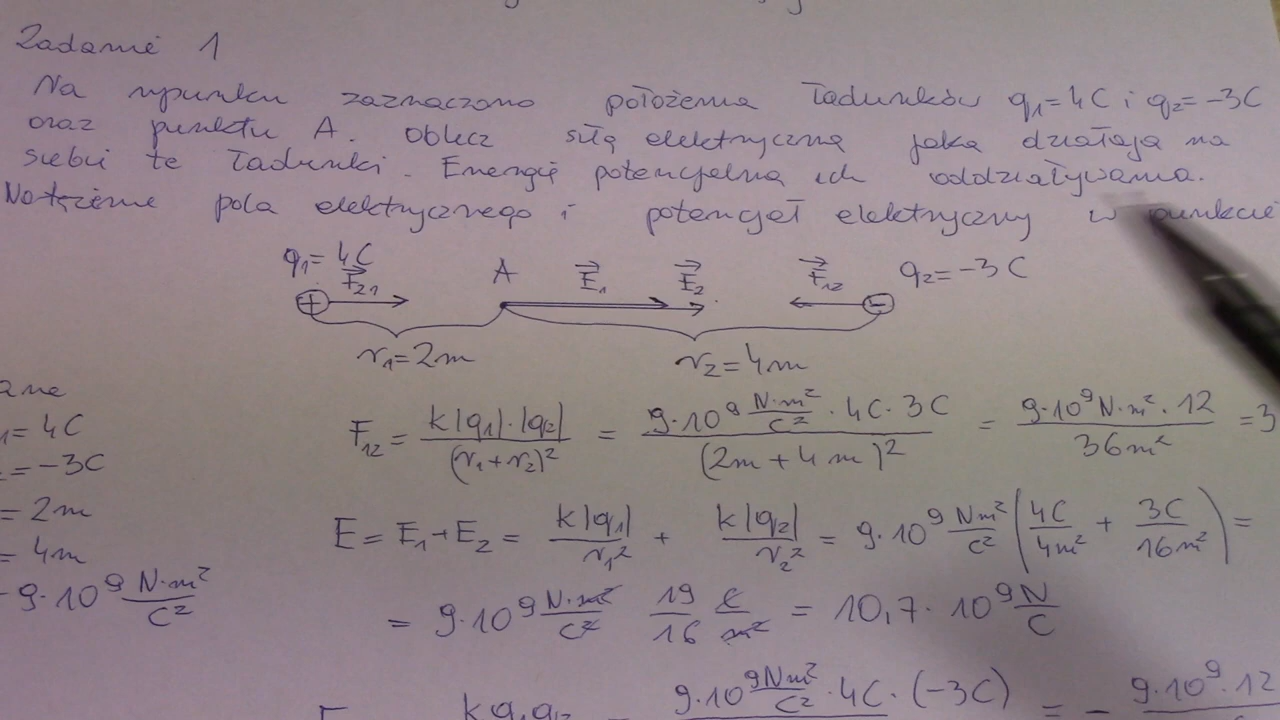 Zadanie 1
Na rysunku zaznaczono położenia ładunków q₁=4C i q₂=-3C
oraz punktu A. Oblicz siłę elektryczną jaką działają na
siebie te ładunki. Energię potencjalną ich oddziaływania.
Natężenie pola elektrycznego i potencjał elektryczny w punkcie
q₁=4C F₂₁ A E₁ E₂ F₁₂ q₂=-3C
+ -
r₁=2m r₂=4m
ane
₁=4C
=-3C
=2m
=4m
9·10⁹ N·m²/C²
F₁₂ = k|q₁|·|q₂|/(r₁+r₂)² = 9·10⁹ N·m²/C² · 4C·3C/(2m+4m)² = 9·10⁹N·m²·12/36m² = 3
E = E₁+E₂ = k|q₁|/r₁² + k|q₂|/r₂² = 9·10⁹ Nm²/C² (4C/4m² + 3C/16m²) =
= 9·10⁹ N·m²/C² 19/16 C/m² = 10,7·10⁹ N/C
kq₁q₂ = 9·10⁹ Nm²/C² · 4C·(-3C) = - 9·10⁹·12